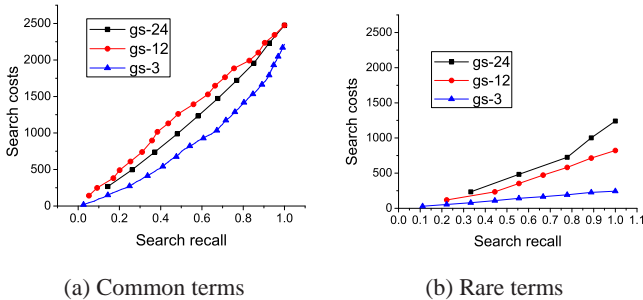 gs-24
gs-12
gs-3
Search costs
2500
2000
1500
1000
500
0
0.0 0.2 0.4 0.6 0.8 1.0
Search recall
(a) Common terms
gs-24
gs-12
gs-3
Search costs
2500
2000
1500
1000
500
0
0.0 0.1 0.2 0.3 0.4 0.5 0.6 0.7 0.8 0.9 1.0 1.1
Search recall
(b) Rare terms